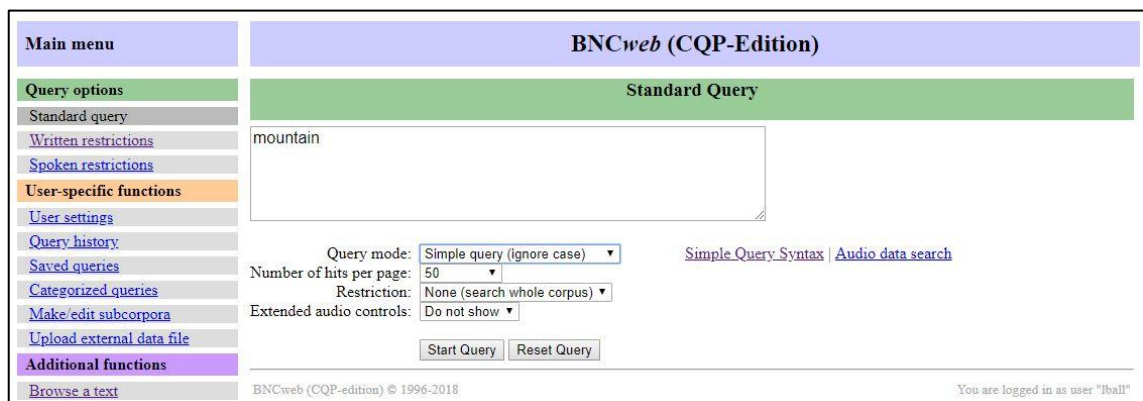 Main menu
Query options
Standard query
Written restrictions
Spoken restrictions
User-specific functions
User settings
Query history
Saved queries
Categorized queries
Make/edit subcorpora
Upload external data file
Additional functions
Browse a text
BNCweb (CQP-Edition)
Standard Query
mountain
Query mode: Simple query (ignore case) Simple Query Syntax | Audio data search
Number of hits per page: 50
Restriction: None (search whole corpus)
Extended audio controls: Do not show
Start Query Reset Query
BNCweb (CQP-edition) © 1996-2018 You are logged in as user "lball"